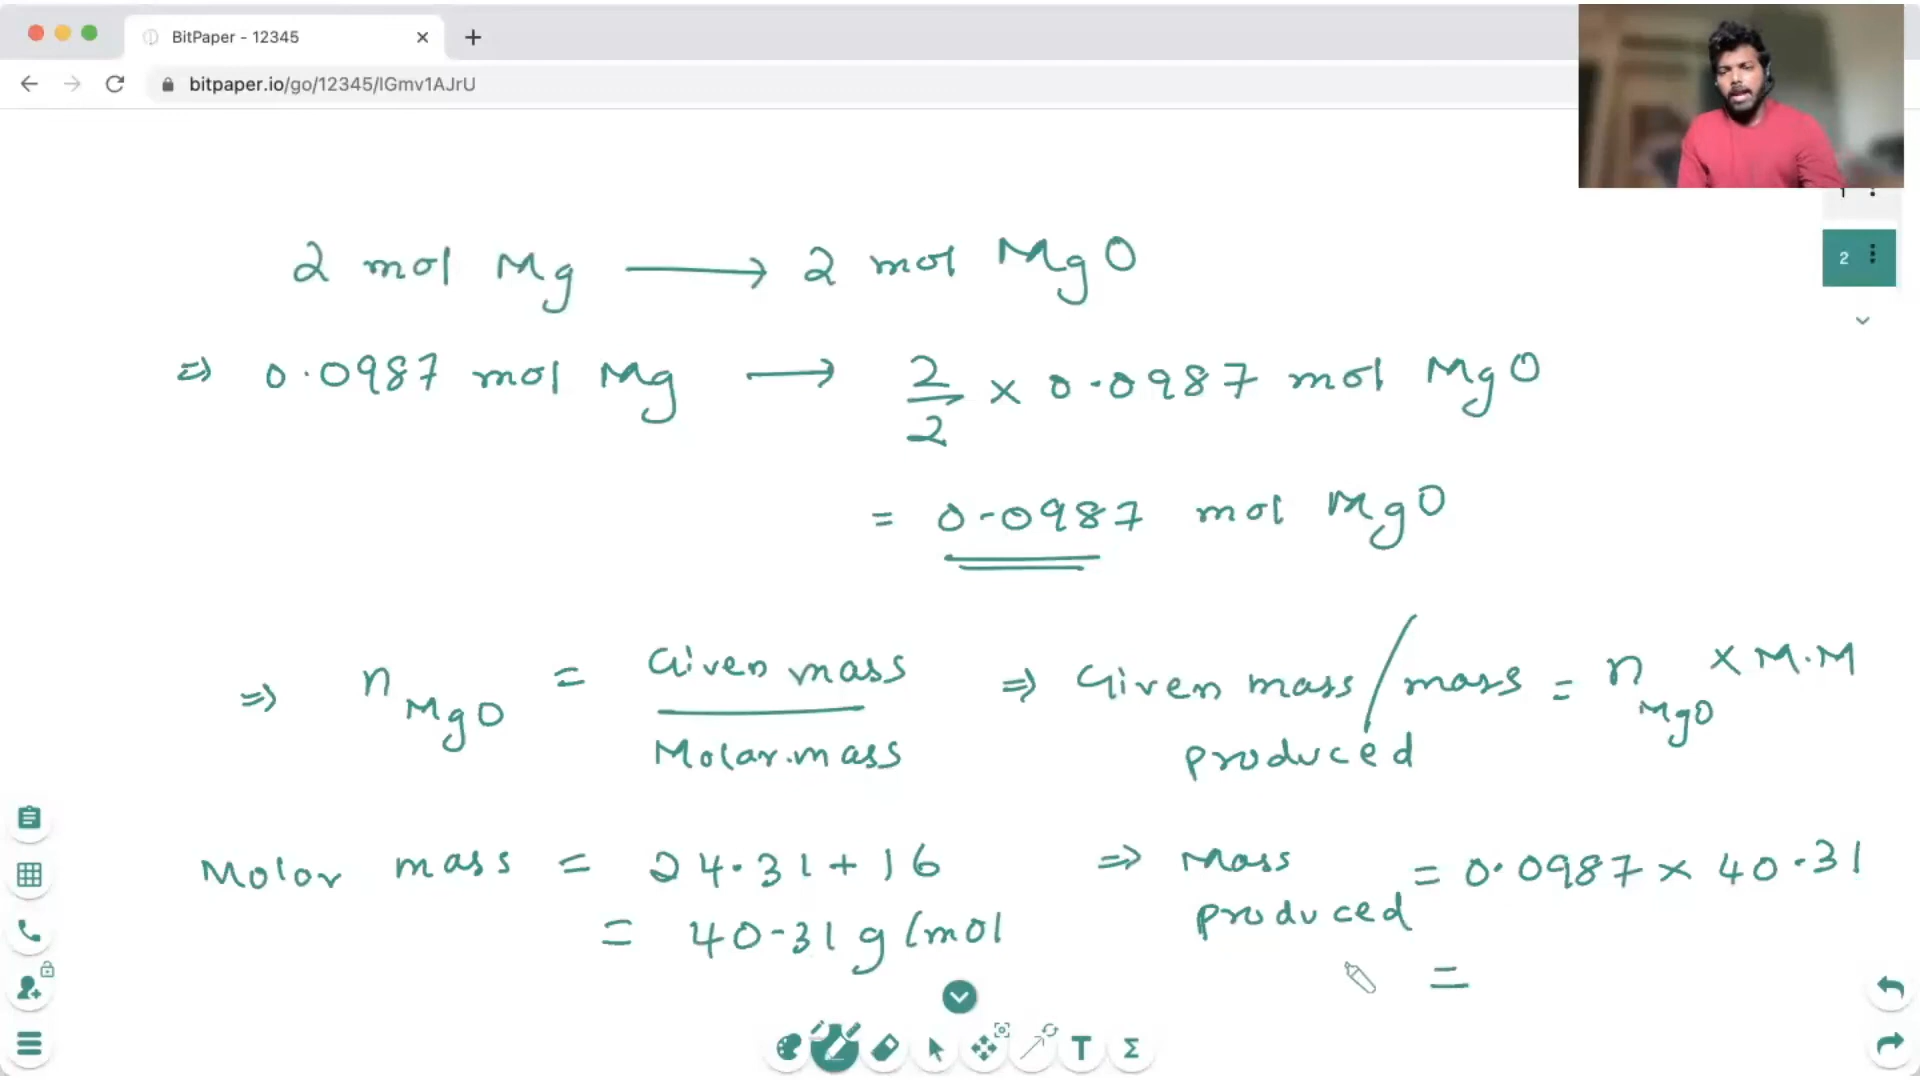 BitPaper - 12345
bitpaper.io/go/12345/IGmv1AJrU
1
2
2 mol Mg ⟶ 2 mol MgO
⇒ 0.0987 mol Mg ⟶ 2/2 × 0.0987 mol MgO
= 0.0987 mol MgO
⇒ n MgO = Given mass / Molar mass ⇒ Given mass / mass produced = n MgO × M.M
Molar mass = 24.31 + 16 ⇒ Mass produced = 0.0987 × 40.31
= 40.31 g/mol
=
T Σ